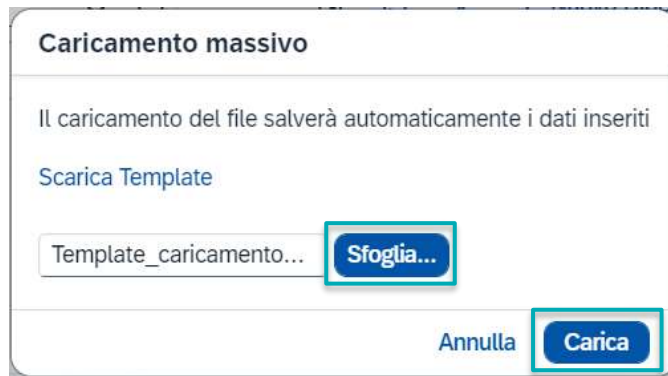 Caricamento massivo
Il caricamento del file salverà automaticamente i dati inseriti
Scarica Template
Template_caricamento... Sfoglia...
Annulla Carica